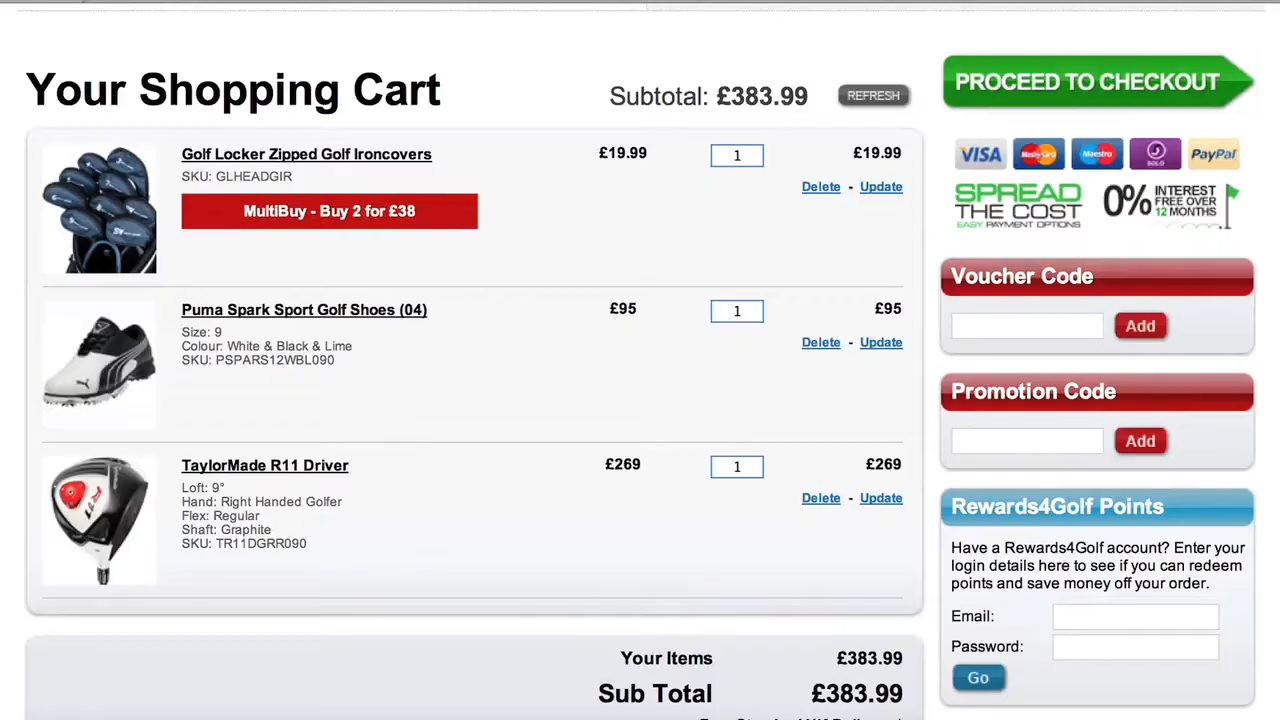 Your Shopping Cart
Subtotal: £383.99
REFRESH
PROCEED TO CHECKOUT
VISA
MasterCard
Maestro
SOLO
PayPal
SPREAD
THE COST
EASY PAYMENT OPTIONS
0% INTEREST
FREE OVER
12 MONTHS
Golf Locker Zipped Golf Ironcovers
£19.99
1
£19.99
SKU: GLHEADGIR
Delete - Update
MultiBuy - Buy 2 for £38
Puma Spark Sport Golf Shoes (04)
£95
1
£95
Size: 9
Colour: White & Black & Lime
SKU: PSPARS12WBL090
Delete - Update
TaylorMade R11 Driver
£269
1
£269
Loft: 9°
Hand: Right Handed Golfer
Flex: Regular
Shaft: Graphite
SKU: TR11DGRR090
Delete - Update
Your Items £383.99
Sub Total £383.99
Voucher Code
Add
Promotion Code
Add
Rewards4Golf Points
Have a Rewards4Golf account? Enter your
login details here to see if you can redeem
points and save money off your order.
Email:
Password:
Go